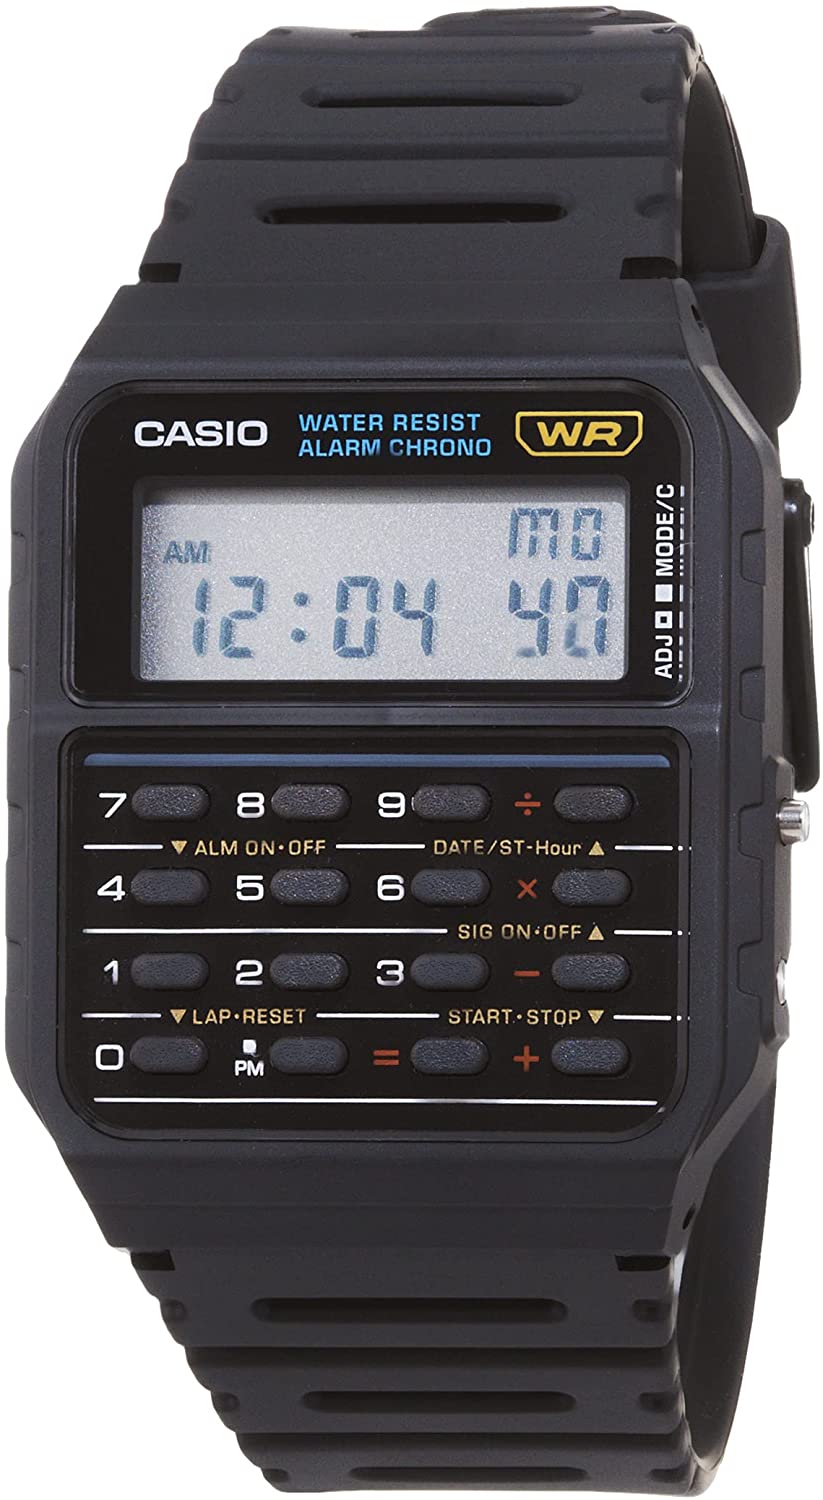 CASIO WATER RESIST WR
ALARM CHRONO
MO
AM
12:04 40
ADJ MODE/C
7 8 9 ÷
▼ ALM ON·OFF DATE/ST-Hour ▲
4 5 6 ×
SIG ON·OFF ▲
1 2 3 −
▼ LAP·RESET START·STOP ▼
0 . PM = +